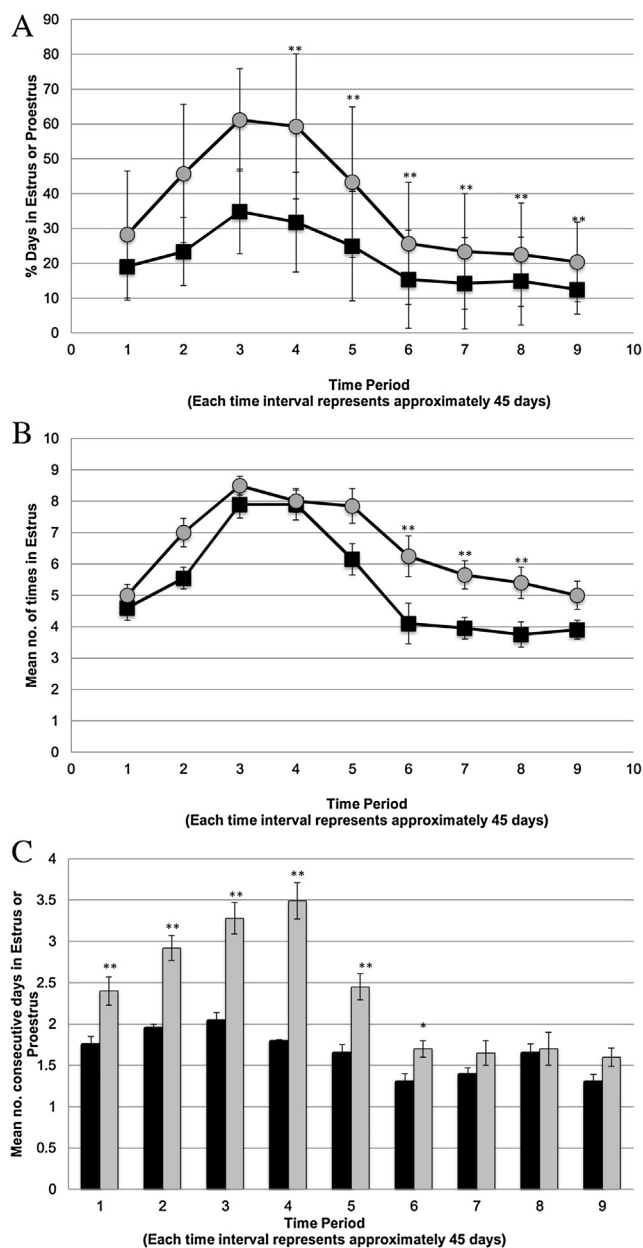 A
90
80
70
60
50
40
30
20
10
0
% Days in Estrus or Proestrus
** ** ** ** ** **
0 1 2 3 4 5 6 7 8 9 10
Time Period
(Each time interval represents approximately 45 days)
B
10
9
8
7
6
5
4
3
2
1
0
Mean no. of times in Estrus
** ** **
0 1 2 3 4 5 6 7 8 9 10
Time Period
(Each time interval represents approximately 45 days)
C
4
3.5
3
2.5
2
1.5
1
0.5
0
Mean no. consecutive days in Estrus or
Proestrus
** ** ** ** ** *
1 2 3 4 5 6 7 8 9
Time Period
(Each time interval represents approximately 45 days)